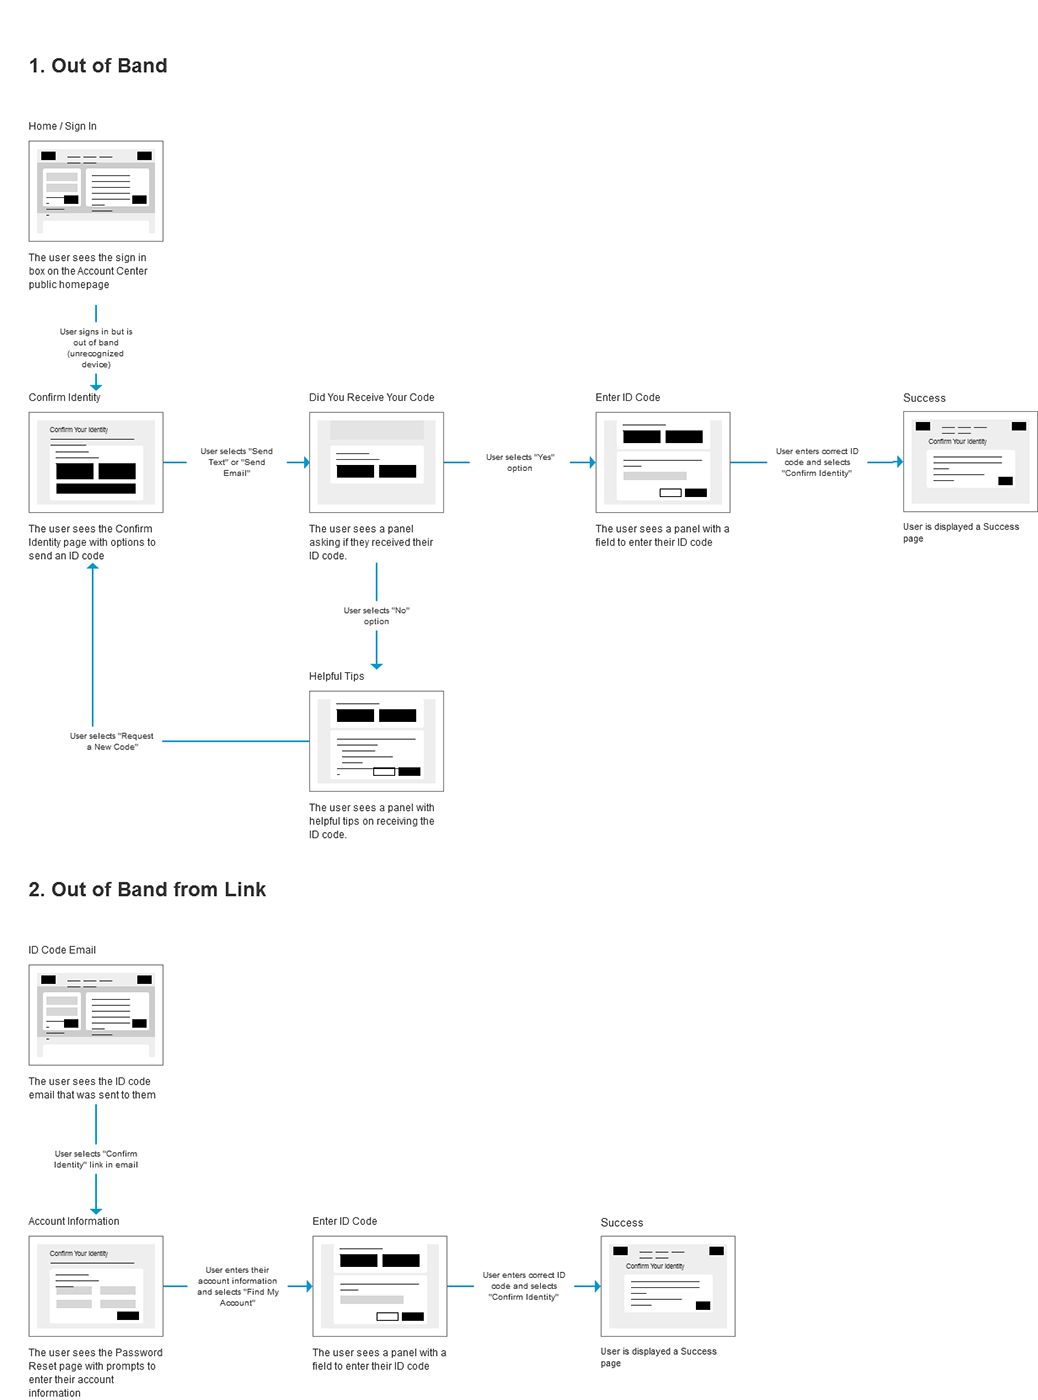 1. Out of Band
Home / Sign In
The user sees the sign in
box on the Account Center
public homepage
User signs in but is
out of band
(unrecognized
device)
Confirm Identity
Confirm Your Identity
The user sees the Confirm
Identity page with options to
send an ID code
User selects "Send
Text" or "Send
Email"
Did You Receive Your Code
The user sees a panel
asking if they received their
ID code.
User selects "Yes"
option
Enter ID Code
The user sees a panel with a
field to enter their ID code
User enters correct ID
code and selects
"Confirm Identity"
Success
Confirm Your Identity
User is displayed a Success
page
User selects "No"
option
Helpful Tips
The user sees a panel with
helpful tips on receiving the
ID code.
User selects "Request
a New Code"
2. Out of Band from Link
ID Code Email
The user sees the ID code
email that was sent to them
User selects "Confirm
Identity" link in email
Account Information
Confirm Your Identity
The user sees the Password
Reset page with prompts to
enter their account
information
User enters their
account information
and selects "Find My
Account"
Enter ID Code
The user sees a panel with a
field to enter their ID code
User enters correct ID
code and selects
"Confirm Identity"
Success
Confirm Your Identity
User is displayed a Success
page